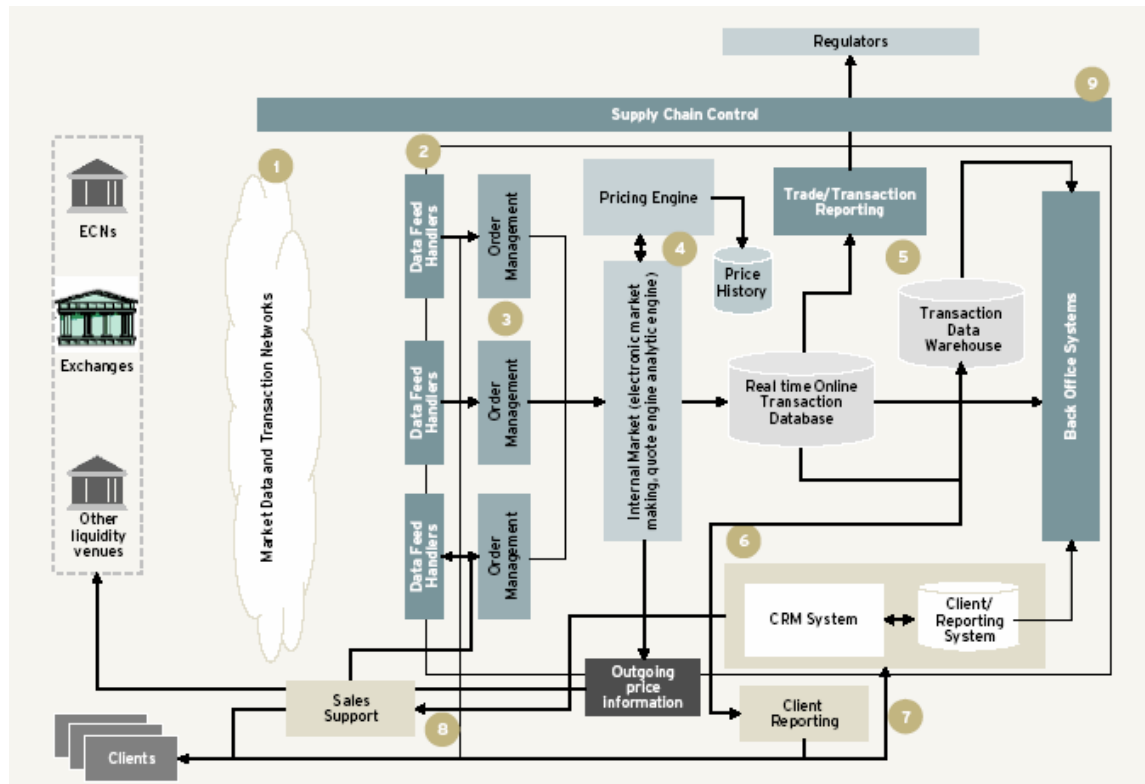 Regulators
9
Supply Chain Control
1
2
ECNs
Exchanges
Other
liquidity
venues
Market Data and Transaction Networks
Data Feed
Handlers
Order
Management
Data Feed
Handlers
3
Order
Management
Data Feed
Handlers
Order
Management
Pricing Engine
4
Price
History
Internal Market (electronic market
making, quote engine analytic engine)
Trade/Transaction
Reporting
5
Transaction
Data
Warehouse
Real time Online
Transaction
Database
Back Office Systems
6
CRM System
Client/
Reporting
System
Outgoing
price
information
Sales
Support
8
Client
Reporting
7
Clients